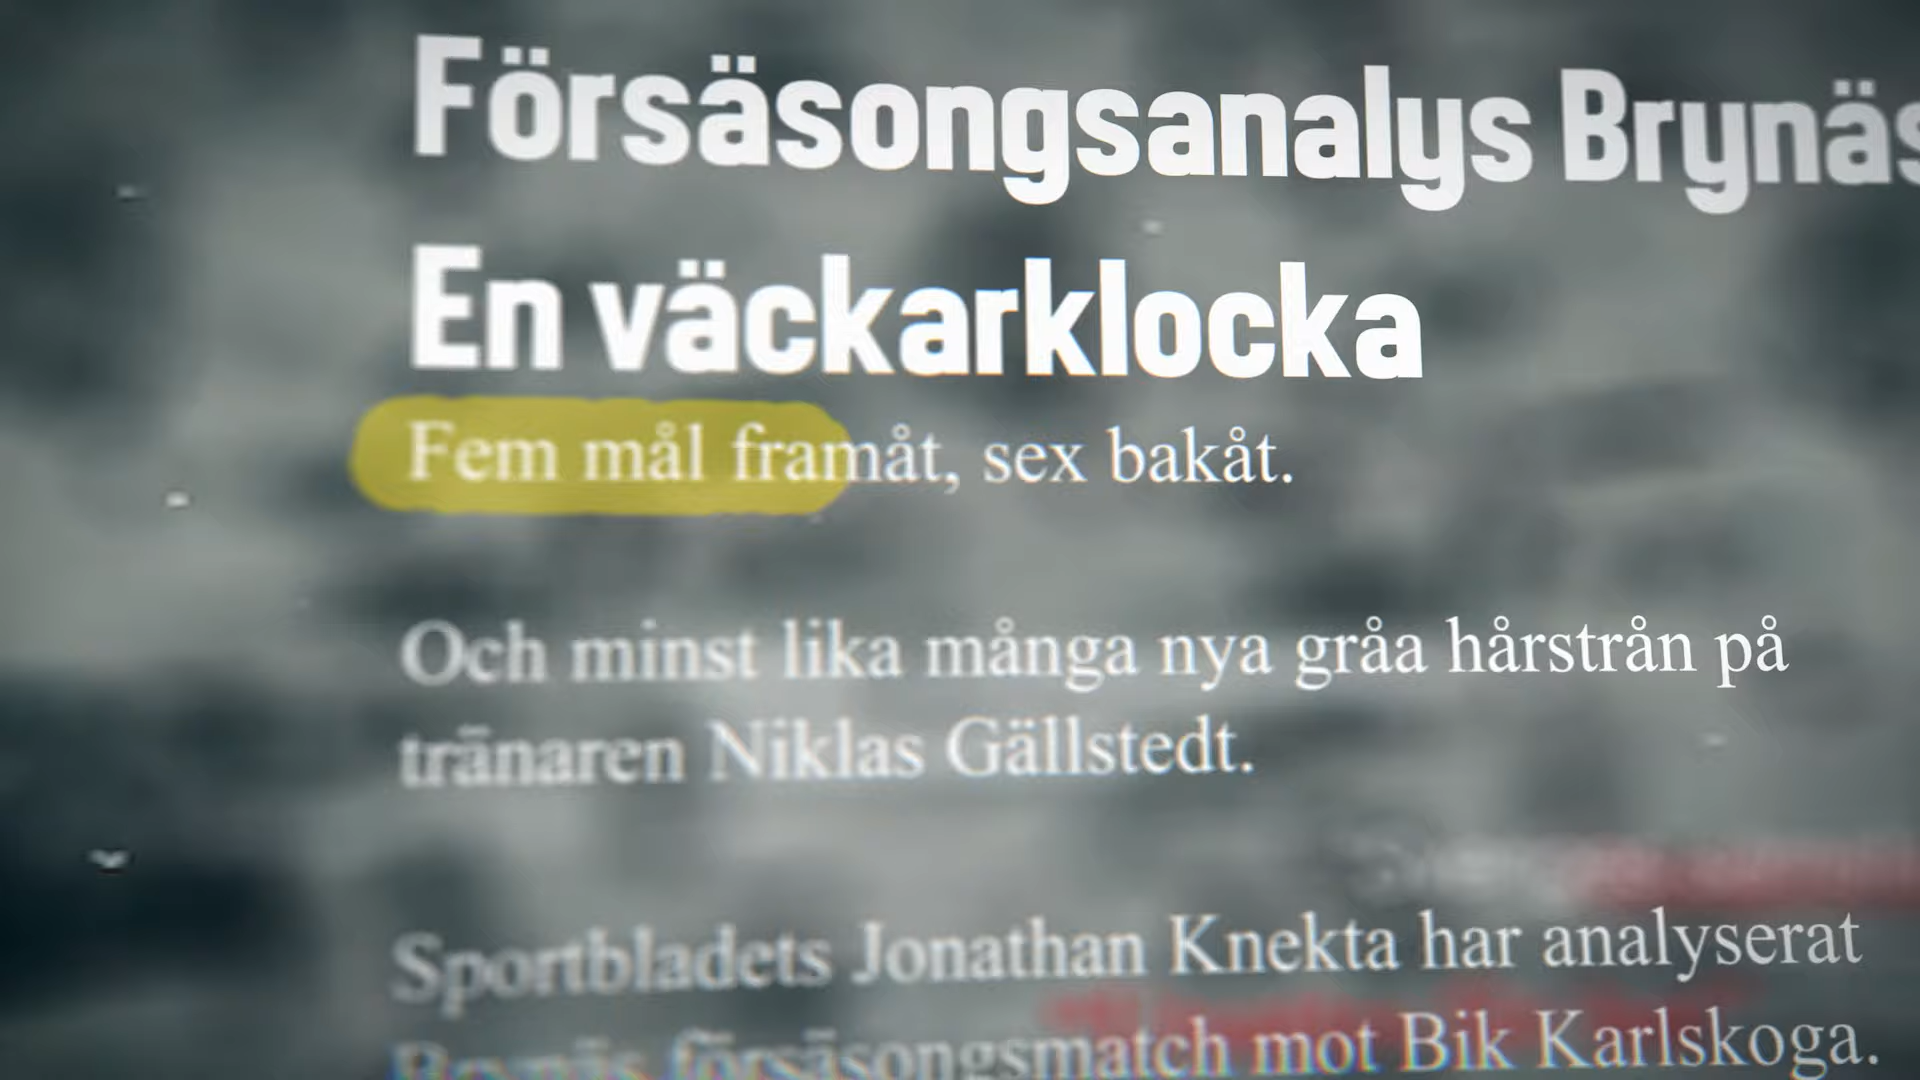 Försäsongsanalys Brynäs
En väckarklocka
Fem mål framåt, sex bakåt.
Och minst lika många nya gråa hårstrån på
tränaren Niklas Gällstedt.
Sportbladets Jonathan Knekta har analyserat
Brynäs försäsongsmatch mot Bik Karlskoga.